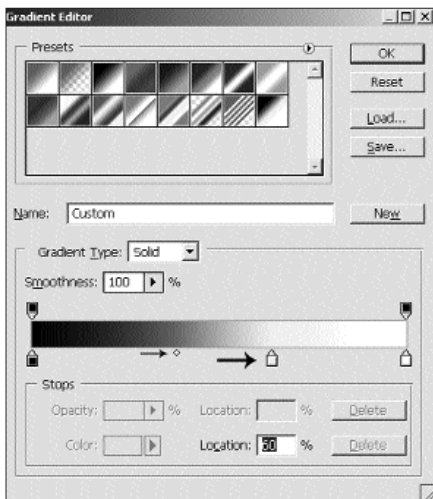 Gradient Editor
Presets
OK
Reset
Load...
Save...
Name: Custom
New
Gradient Type: Solid
Smoothness: 100 %
Stops
Opacity: % Location: % Delete
Color: Location: 60 % Delete